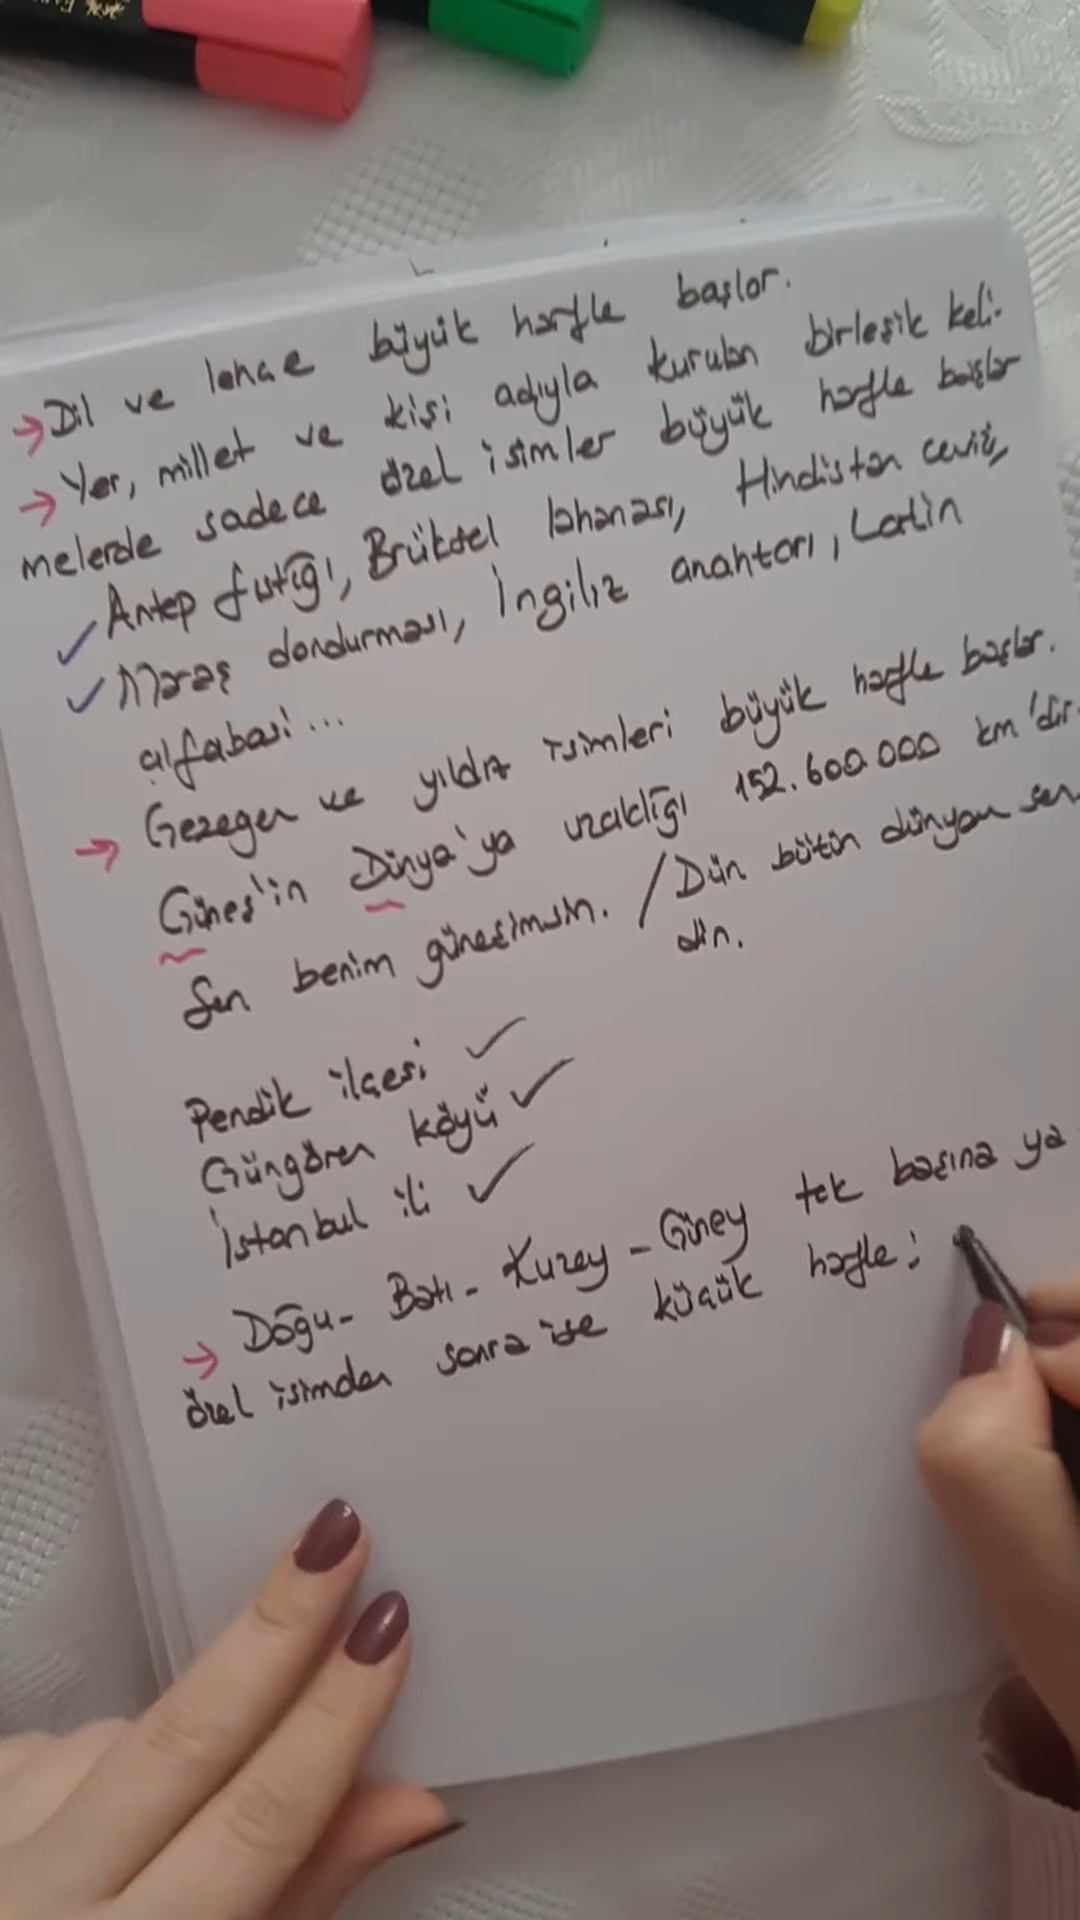 → Dil ve lehçe büyük harfle başlar.
→ Yer, millet ve kişi adıyla kurulan birleşik keli-
melerde sadece özel isimler büyük harfle başlar
✓ Antep fıstığı, Brüksel lahanası, Hindistan cevizi,
✓ Maraş dondurması, İngiliz anahtarı, Latin
alfabesi...
→ Gezegen ve yıldız isimleri büyük harfle başlar.
Güneş'in Dünya'ya uzaklığı 152.600.000 km'dir.
Sen benim güneşimsin. / Dün bütün dünyam sen
din.
Pendik ilçesi ✓
Güngören köyü ✓
İstanbul ili ✓
→ Doğu - Batı - Kuzey - Güney tek başına ya
özel isimden sonra ise küçük harfle;